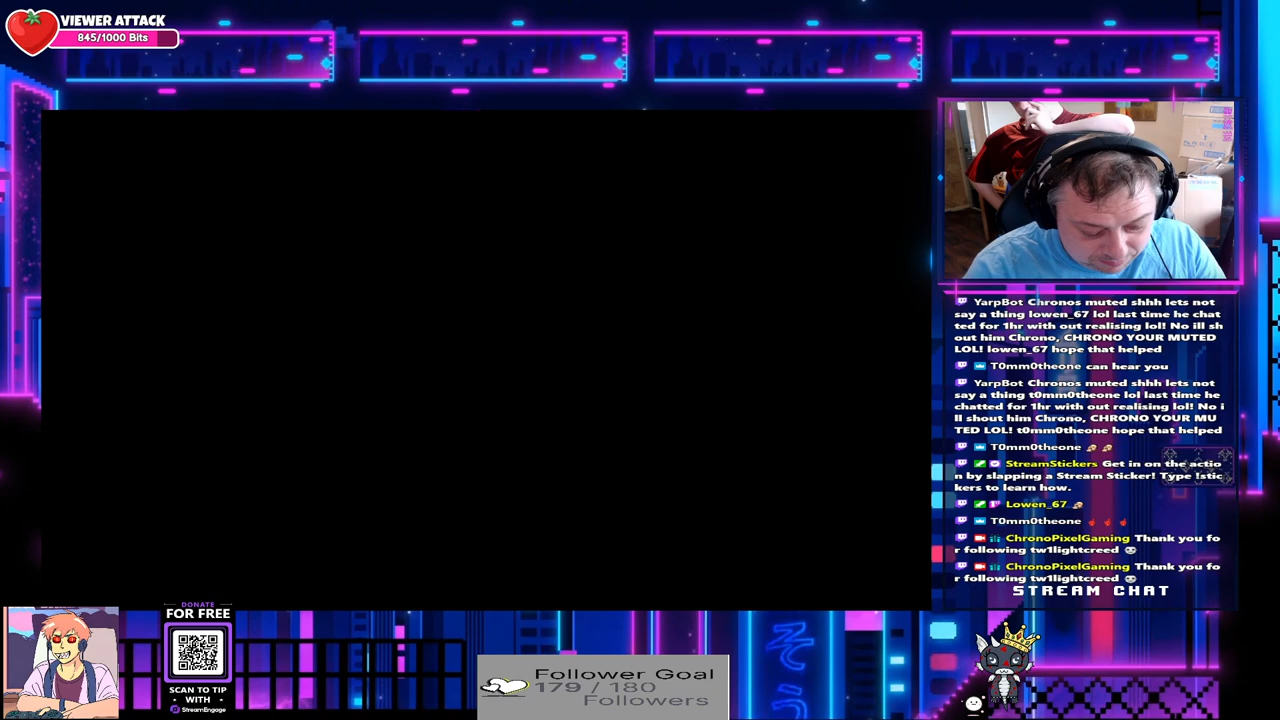 VIEWER ATTACK
845/1000 Bits
YarpBot Chronos muted shhh lets not
say a thing lowen_67 lol last time he chat
ted for 1hr with out realising lol! No ill sh
out him Chrono, CHRONO YOUR MUTED
LOL! lowen_67 hope that helped
T0mm0theone can hear you
YarpBot Chronos muted shhh lets not
say a thing t0mm0theone lol last time he
chatted for 1hr with out realising lol! No i
ll shout him Chrono, CHRONO YOUR MU
TED LOL! t0mm0theone hope that helped
T0mm0theone
StreamStickers Get in on the actio
n by slapping a Stream Sticker! Type !stic
kers to learn how.
Lowen_67
T0mm0theone
ChronoPixelGaming Thank you fo
r following tw1lightcreed
ChronoPixelGaming Thank you fo
r following tw1lightcreed
STREAM CHAT
DONATE
FOR FREE
SCAN TO TIP
- WITH -
StreamEngage
Follower Goal
179 / 180
Followers
そう